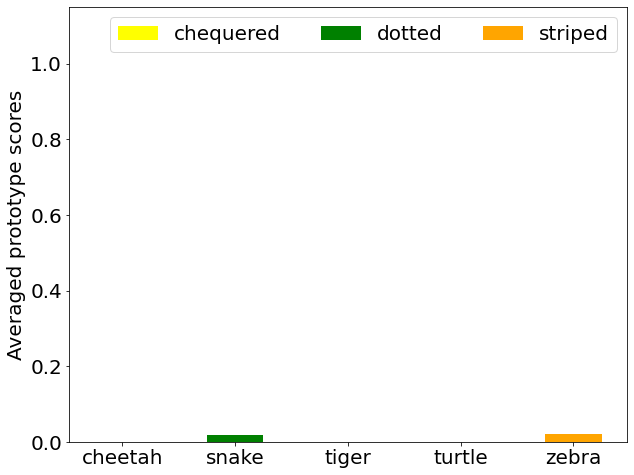 chequered dotted striped
Averaged prototype scores
1.0
0.8
0.6
0.4
0.2
0.0
cheetah snake tiger turtle zebra